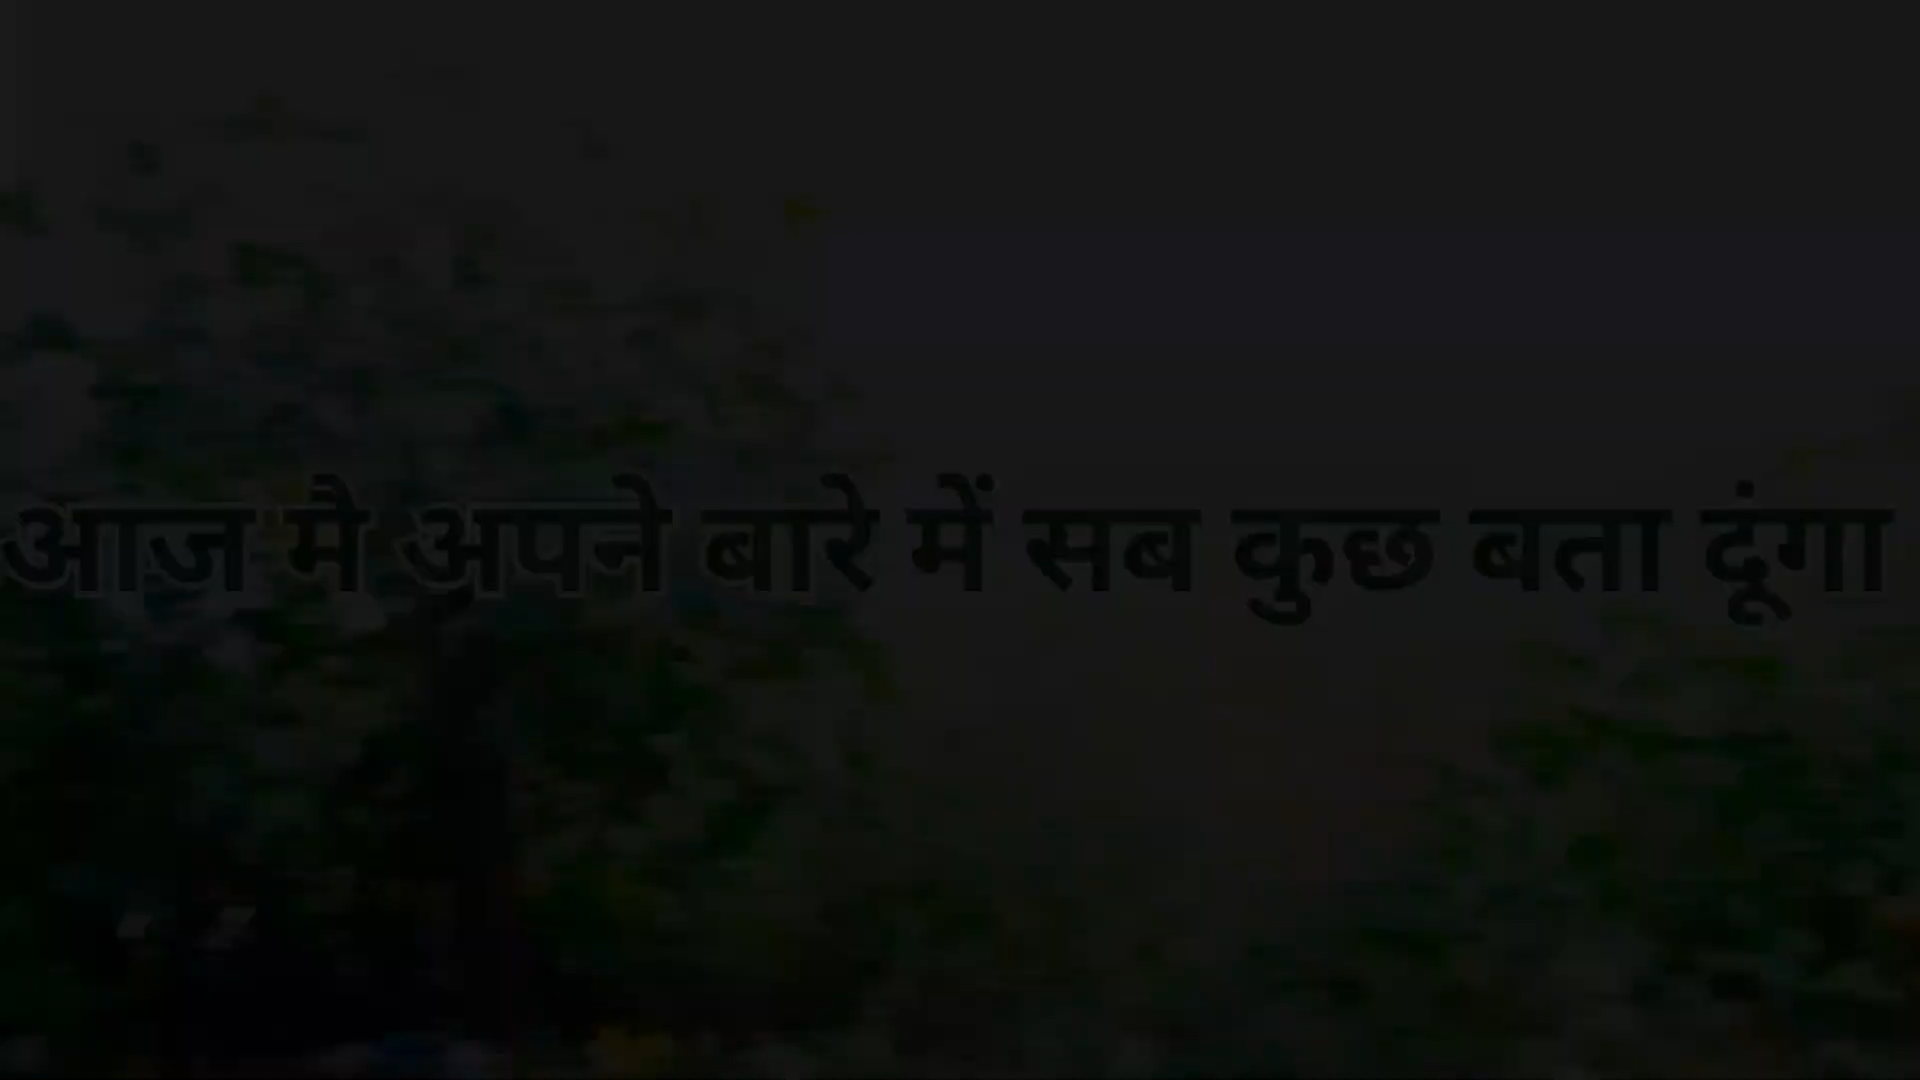 आज मै अपने बारे में सब कुछ बता दूंगा